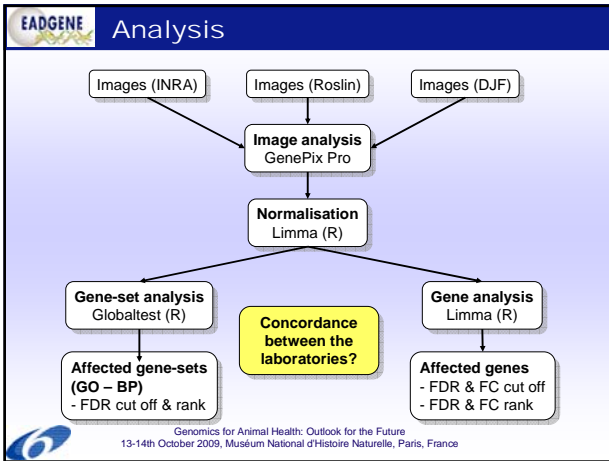 EADGENE
Analysis
Images (INRA)
Images (Roslin)
Images (DJF)
Image analysis
GenePix Pro
Normalisation
Limma (R)
Gene-set analysis
Globaltest (R)
Concordance
between the
laboratories?
Gene analysis
Limma (R)
Affected gene-sets
(GO – BP)
- FDR cut off & rank
Affected genes
- FDR & FC cut off
- FDR & FC rank
Genomics for Animal Health: Outlook for the Future
13-14th October 2009, Muséum National d'Histoire Naturelle, Paris, France
6